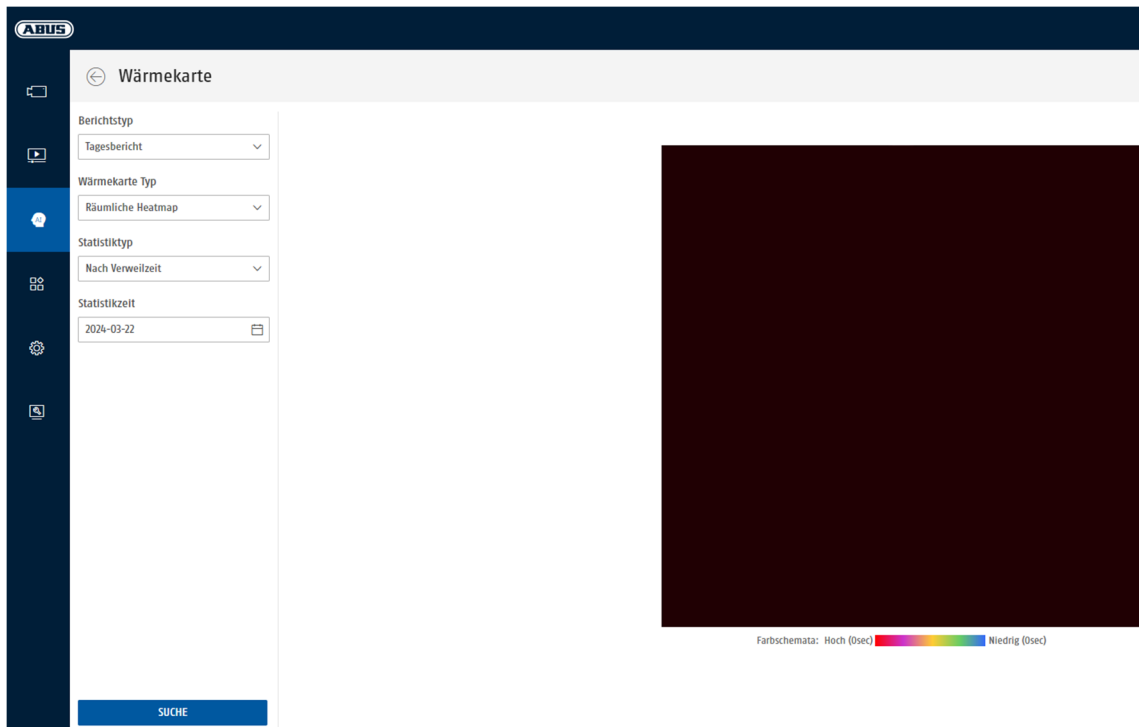 ABUS
Wärmekarte
Berichtstyp
Tagesbericht
Wärmekarte Typ
Räumliche Heatmap
Statistiktyp
Nach Verweilzeit
Statistikzeit
2024-03-22
AI
Farbschemata: Hoch (0sec) Niedrig (0sec)
SUCHE